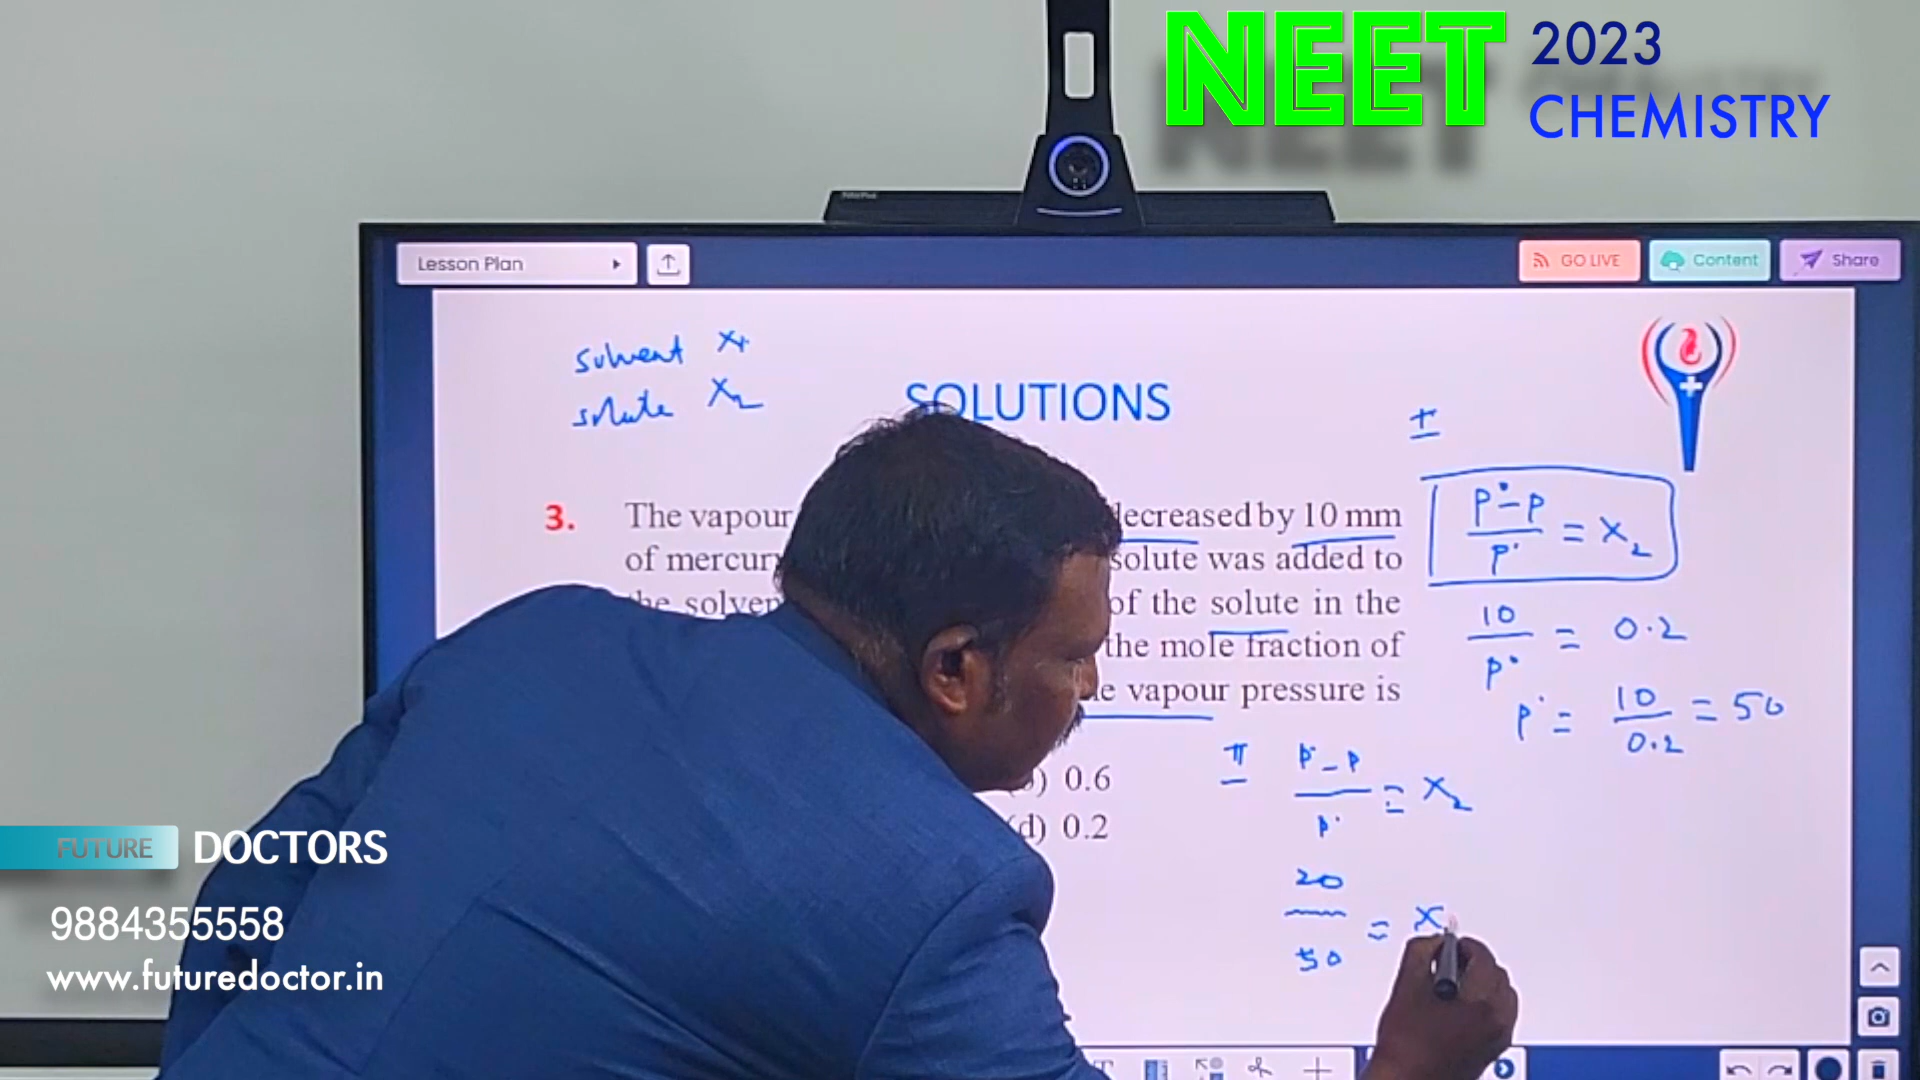 NEET 2023
CHEMISTRY
Lesson Plan
GO LIVE
Content
Share
solvent X1
solute X2
SOLUTIONS
±
3. The vapour decreased by 10 mm
of mercury solute was added to
the solvent of the solute in the
the mole fraction of
vapour pressure is
0.6
(d) 0.2
p° - p
p° = X2
10
p° = 0.2
p° = 10
0.2 = 50
II p° - p
p° = X2
20
50 = X
FUTURE DOCTORS
9884355558
www.futuredoctor.in